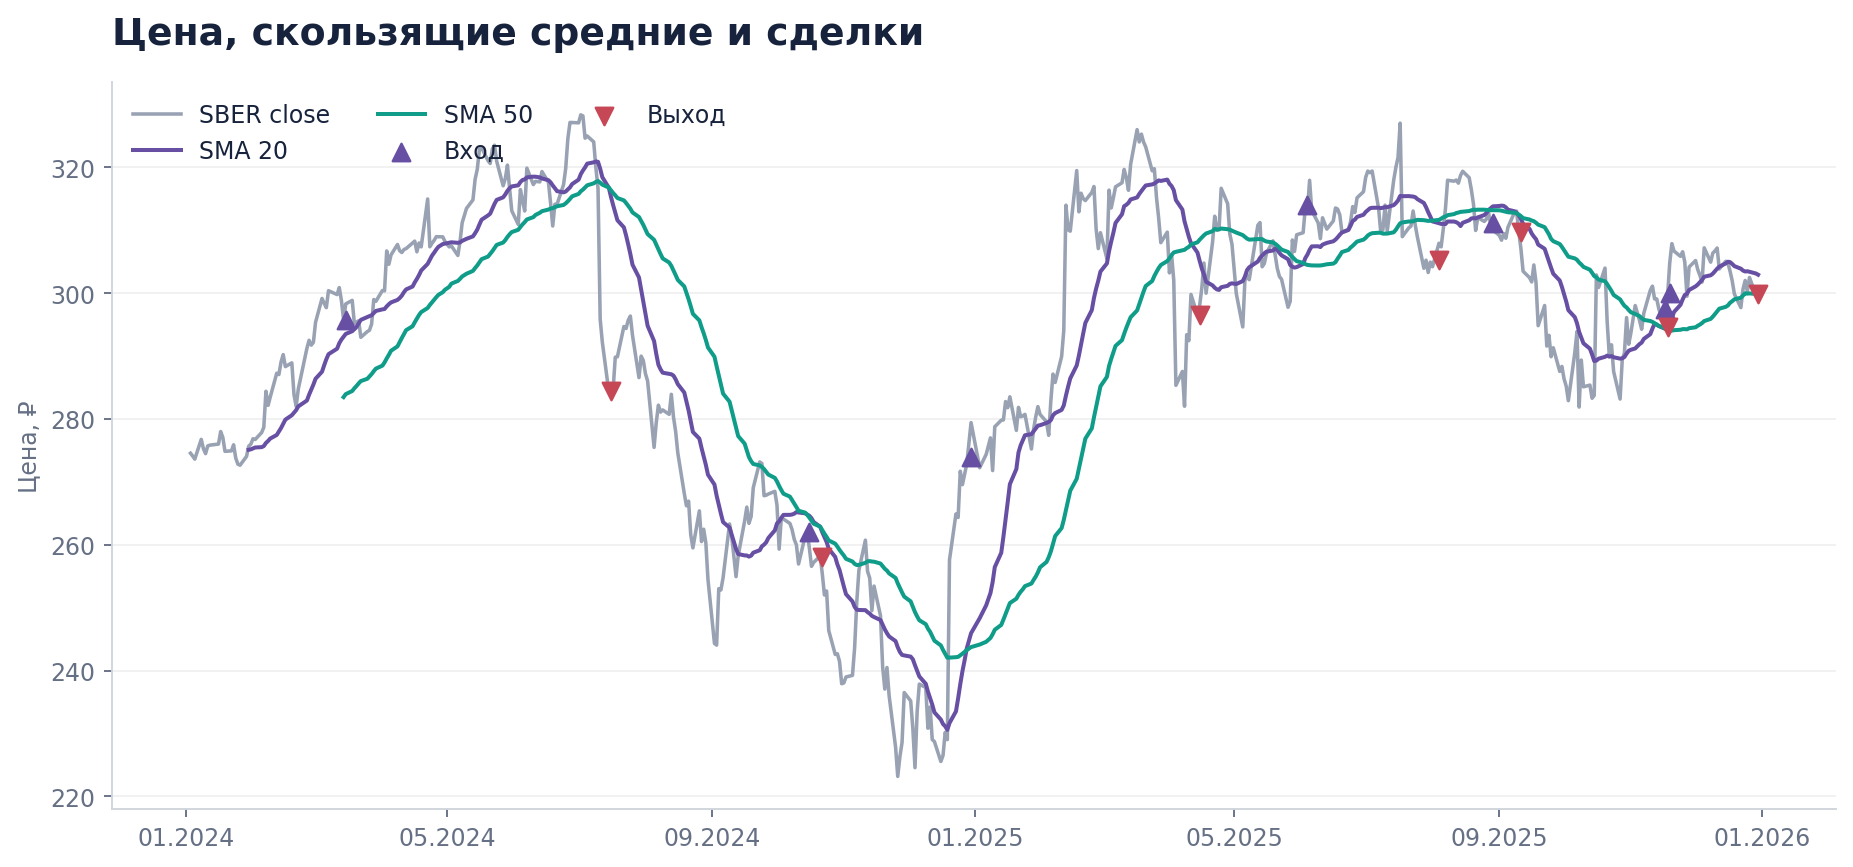 Цена, скользящие средние и сделки
SBER close
SMA 20
SMA 50
Вход
Выход
Цена, ₽
320
300
280
260
240
220
01.2024 05.2024 09.2024 01.2025 05.2025 09.2025 01.2026